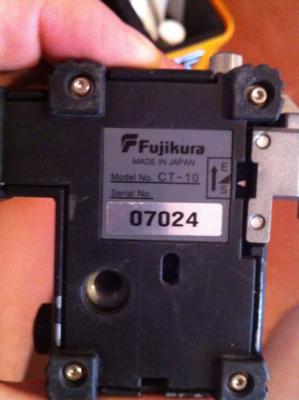 Fujikura
MADE IN JAPAN
Model No. CT-10
Serial No.
07024
E
S